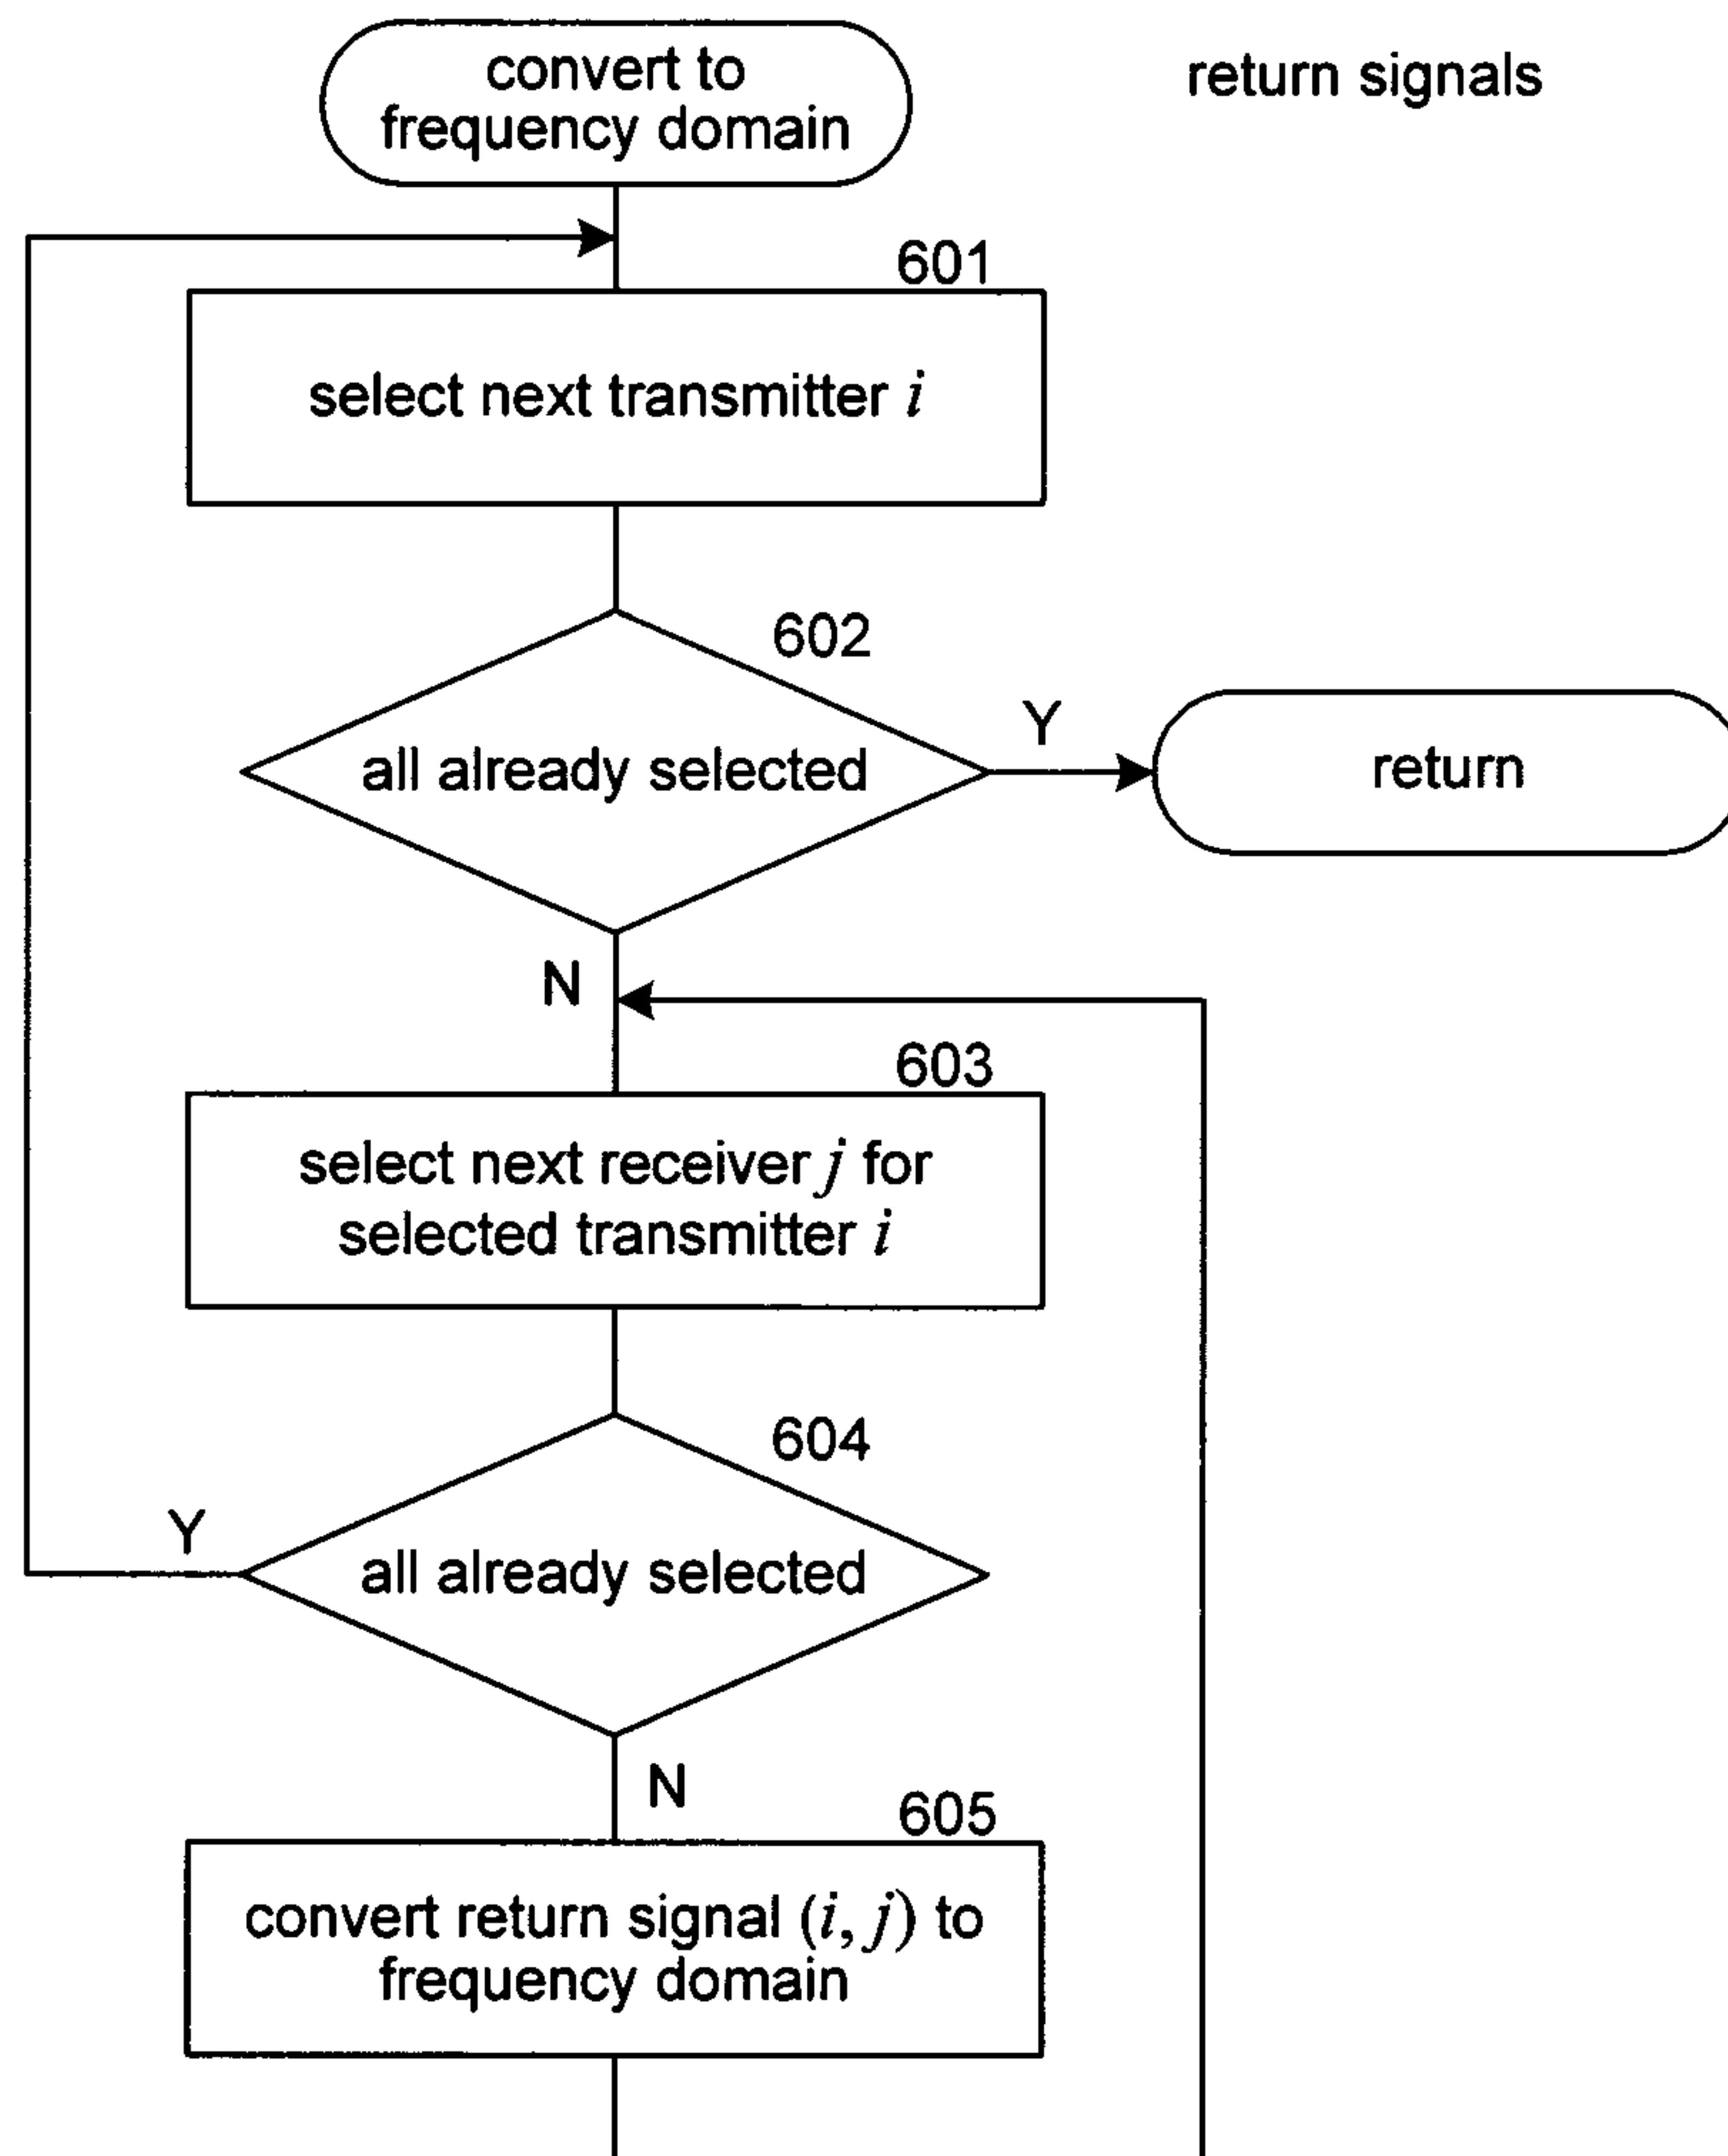 convert to
frequency domain
return signals
601
select next transmitter i
602
all already selected
Y
return
N
603
select next receiver j for
selected transmitter i
604
all already selected
Y
N
605
convert return signal (i, j) to
frequency domain